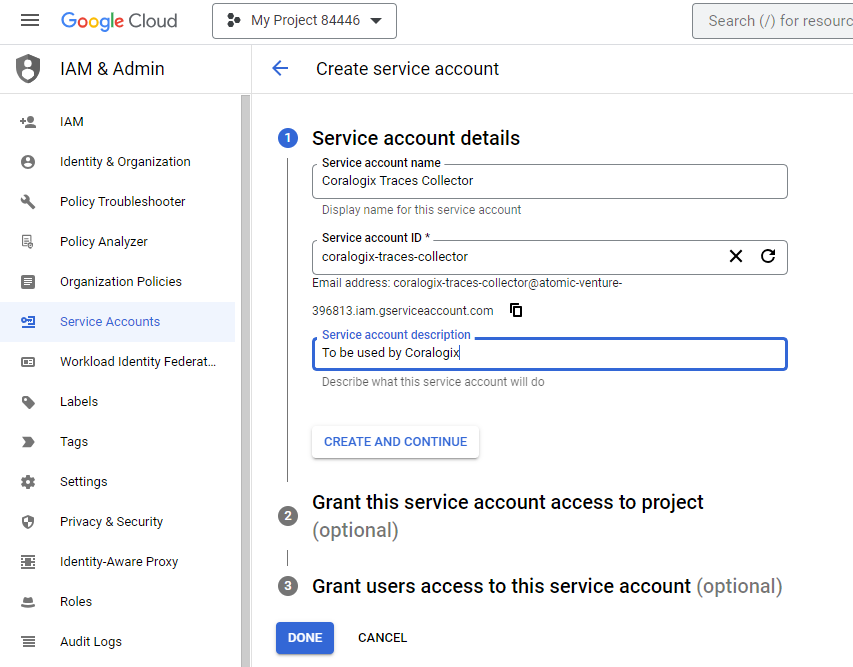 Google Cloud
My Project 84446
Search (/) for resourc
IAM & Admin
Create service account
IAM
Identity & Organization
Policy Troubleshooter
Policy Analyzer
Organization Policies
Service Accounts
Workload Identity Federat...
Labels
Tags
Settings
Privacy & Security
Identity-Aware Proxy
Roles
Audit Logs
1
Service account details
Service account name
Coralogix Traces Collector
Display name for this service account
Service account ID *
coralogix-traces-collector
Email address: coralogix-traces-collector@atomic-venture-
396813.iam.gserviceaccount.com
Service account description
To be used by Coralogix
Describe what this service account will do
CREATE AND CONTINUE
2
Grant this service account access to project
(optional)
3
Grant users access to this service account (optional)
DONE
CANCEL